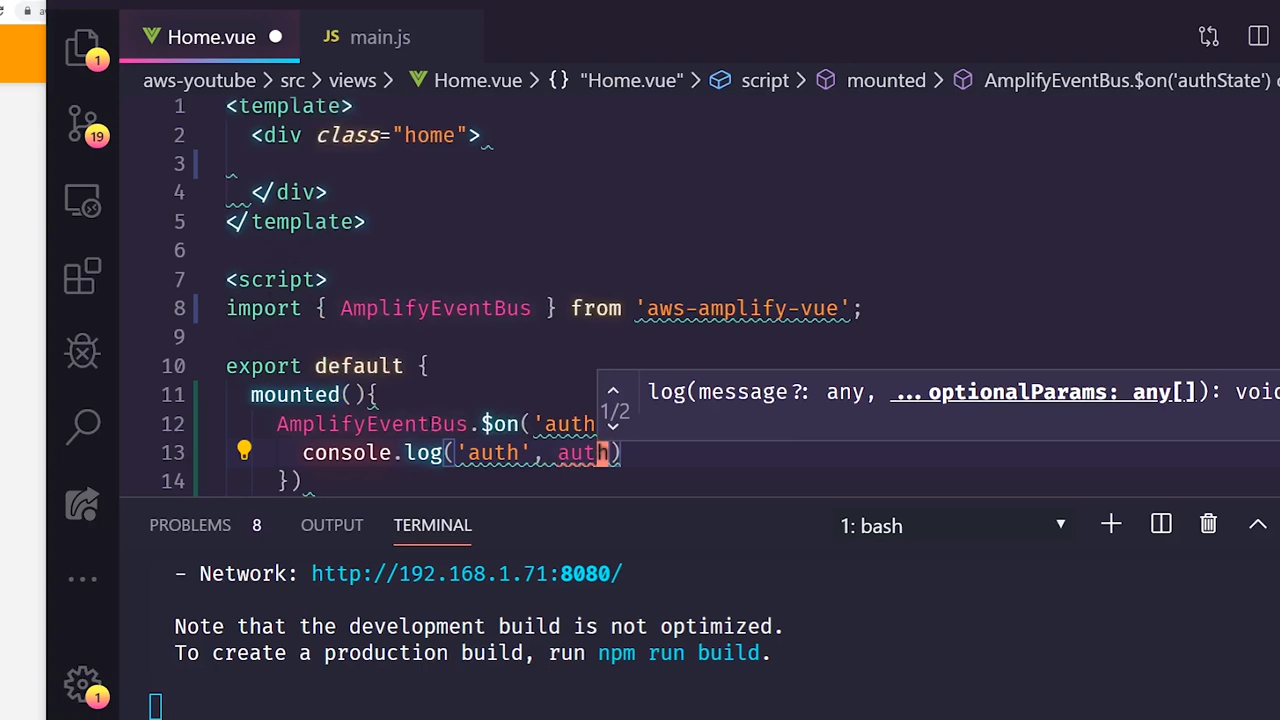 Home.vue
JS main.js
aws-youtube > src > views > Home.vue > {} "Home.vue" > script > mounted > AmplifyEventBus.$on('authState')
1 <template>
2 <div class="home">
3
4 </div>
5 </template>
6
7 <script>
8 import { AmplifyEventBus } from 'aws-amplify-vue';
9
10 export default {
11 mounted(){
12 AmplifyEventBus.$on('auth
1/2
log(message?: any, ...optionalParams: any[]): void
13 console.log('auth', auth)
14 })
1
19
1
PROBLEMS 8 OUTPUT TERMINAL 1: bash
- Network: http://192.168.1.71:8080/
Note that the development build is not optimized.
To create a production build, run npm run build.